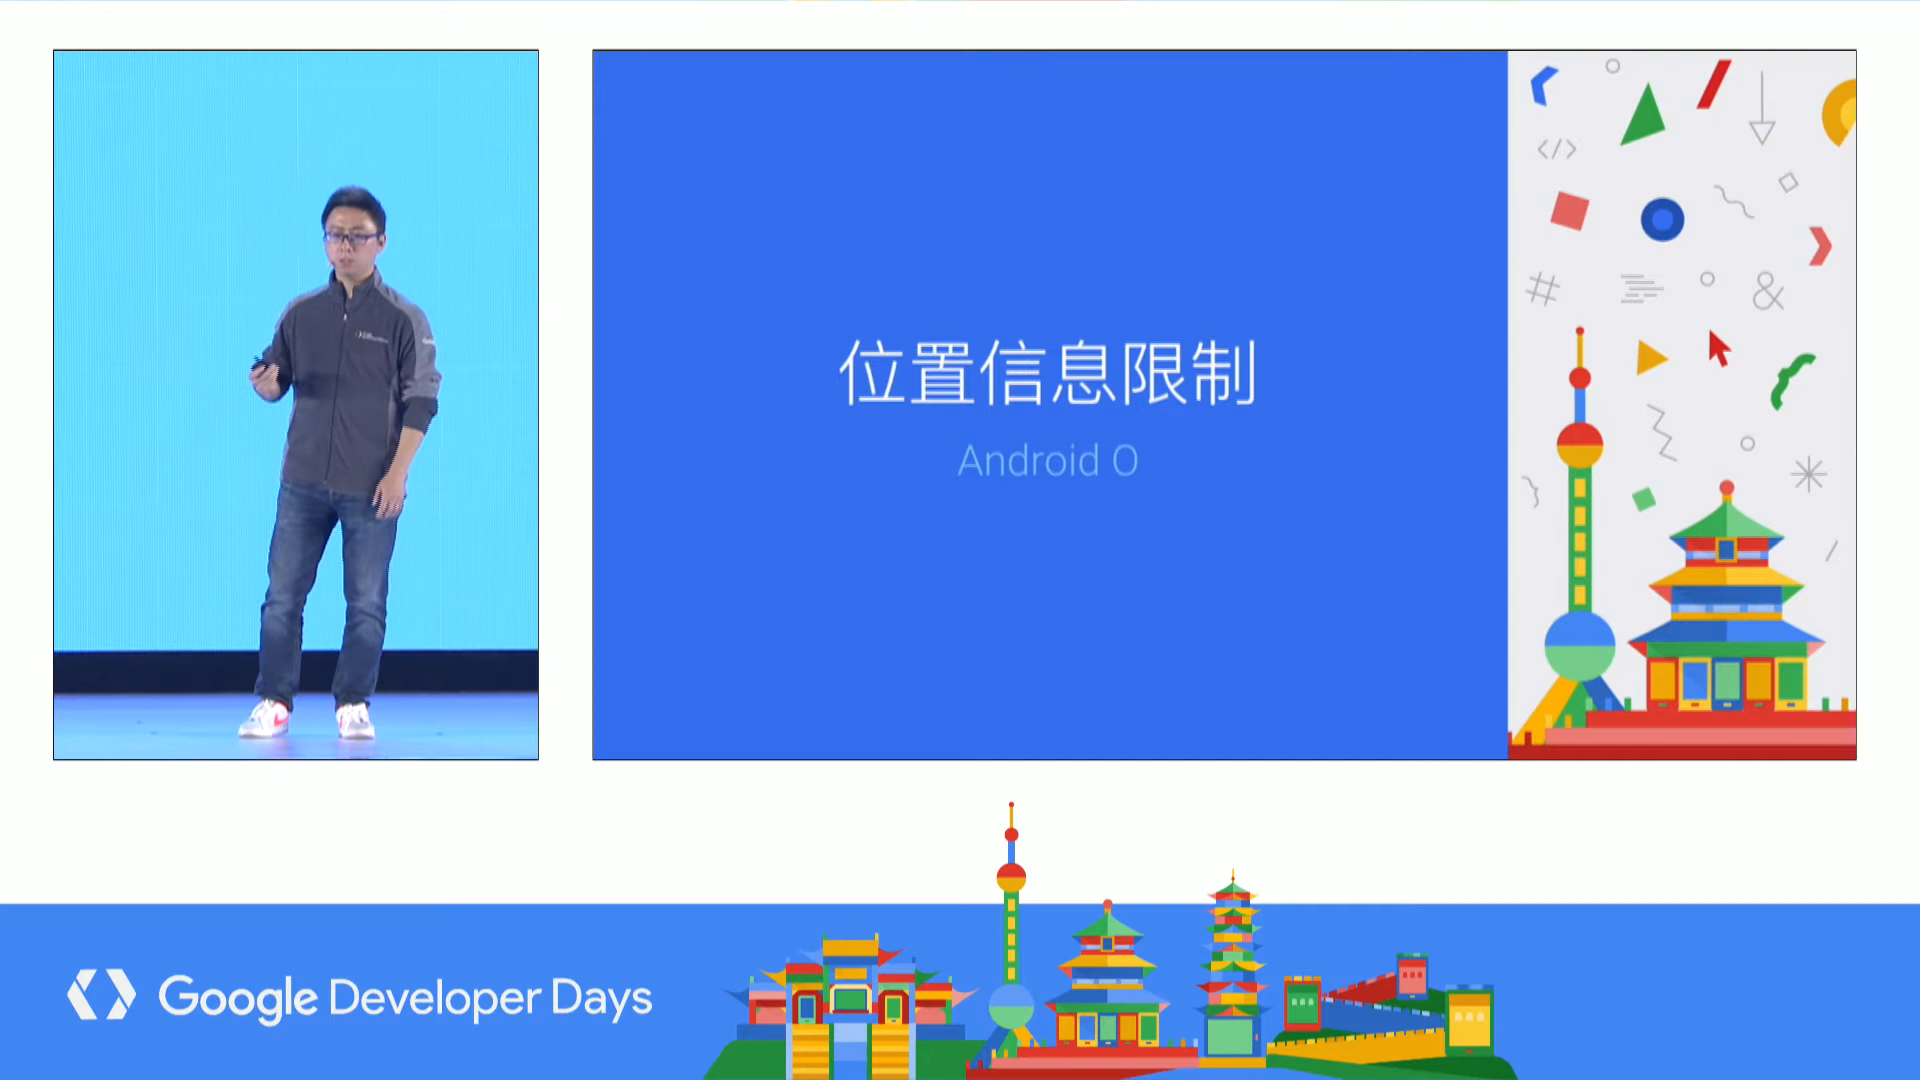 位置信息限制
Android O
</>
#
&
Google Developer Days